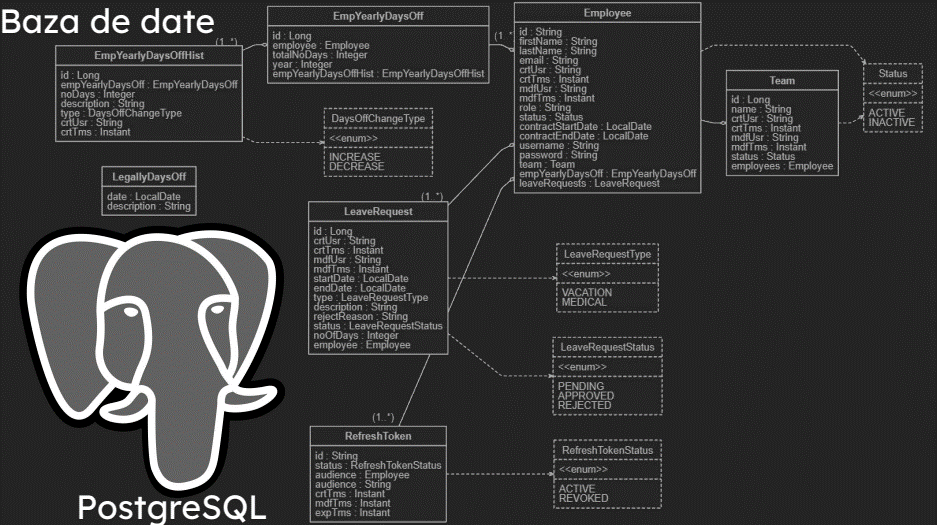 Baza de date
EmpYearlyDaysOffHist
id : Long
empYearlyDaysOff : EmpYearlyDaysOff
noDays : Integer
description : String
type : DaysOffChangeType
crtUsr : String
crtTms : Instant
(1..*)
EmpYearlyDaysOff
id : Long
employee : Employee
totalNoDays : Integer
year : Integer
empYearlyDaysOffHist : EmpYearlyDaysOffHist
(1..*
Employee
id : String
firstName : String
lastName : String
email : String
crtUsr : String
crtTms : Instant
mdfUsr : String
mdfTms : Instant
role : String
status : Status
contractStartDate : LocalDate
contractEndDate : LocalDate
username : String
password : String
team : Team
empYearlyDaysOff : EmpYearlyDaysOff
leaveRequests : LeaveRequest
Team
id : Long
name : String
crtUsr : String
crtTms : Instant
mdfUsr : String
mdfTms : Instant
status : Status
employees : Employee
Status
<<enum>>
ACTIVE
INACTIVE
DaysOffChangeType
<<enum>>
INCREASE
DECREASE
LegallyDaysOff
date : LocalDate
description : String
(1..*)
LeaveRequest
id : Long
crtUsr : String
crtTms : Instant
mdfUsr : String
mdfTms : Instant
startDate : LocalDate
endDate : LocalDate
type : LeaveRequestType
description : String
rejectReason : String
status : LeaveRequestStatus
noOfDays : Integer
employee : Employee
LeaveRequestType
<<enum>>
VACATION
MEDICAL
LeaveRequestStatus
<<enum>>
PENDING
APPROVED
REJECTED
(1..*)
RefreshToken
id : String
status : RefreshTokenStatus
audience : Employee
audience : String
crtTms : Instant
mdfTms : Instant
expTms : Instant
RefreshTokenStatus
<<enum>>
ACTIVE
REVOKED
PostgreSQL